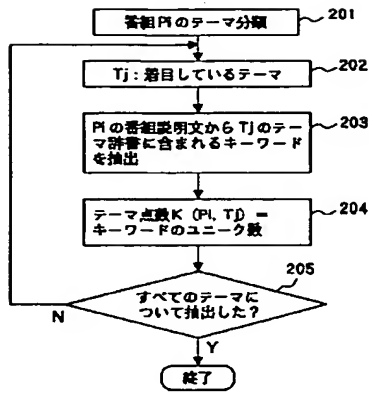 番組Piのテーマ分類
201
Tj：着目しているテーマ
202
Piの番組説明文からTjのテー
マ辞書に含まれるキーワード
を抽出
203
テーマ点数K（Pi, Tj）＝
キーワードのユニーク数
204
205
すべてのテーマに
ついて抽出した？
N
Y
終了